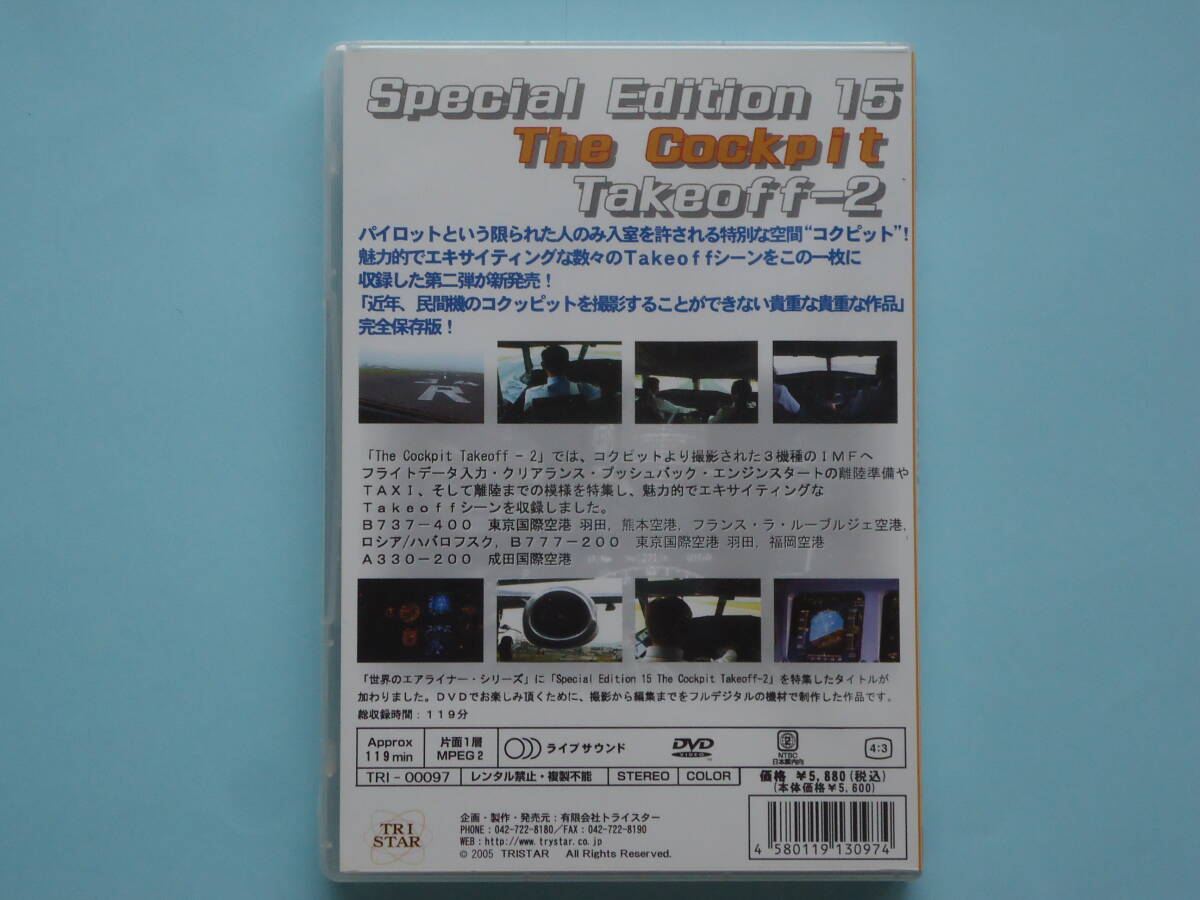 Special Edition 15
The Cockpit
Takeoff-2
パイロットという限られた人のみ入室を許される特別な空間“コクピット”！
魅力的でエキサイティングな数々のTakeoffシーンをこの一枚に
収録した第二弾が新発売！
「近年、民間機のコクッピットを撮影することができない貴重な貴重な作品」
完全保存版！
「The Cockpit Takeoff - 2」では、コクピットより撮影された３機種のＩＭＦへ
フライトデータ入力・クリアランス・プッシュバック・エンジンスタートの離陸準備や
ＴＡＸＩ、そして離陸までの模様を特集し、魅力的でエキサイティングな
Ｔａｋｅｏｆｆシーンを収録しました。
Ｂ７３７－４００　東京国際空港 羽田，熊本空港，フランス・ラ・ルーブルジェ空港，
ロシア/ハバロフスク，Ｂ７７７－２００　東京国際空港 羽田，福岡空港
Ａ３３０－２００　成田国際空港
「世界のエアライナー・シリーズ」に「Special Edition 15 The Cockpit Takeoff-2」を特集したタイトルが
加わりました。ＤＶＤでお楽しみ頂くために、撮影から編集までをフルデジタルの機材で制作した作品です。
総収録時間：１１９分
Approx
119min
片面1層
MPEG2
ライブサウンド
DVD
VIDEO
2
NTSC
日本国内向
4:3
TRI-00097
レンタル禁止・複製不能
STEREO
COLOR
価格 ￥5,880(税込)
(本体価格￥5,600)
TRI
STAR
企画・製作・発売元：有限会社トライスター
PHONE：042-722-8180／FAX：042-722-8190
WEB：http://www.trystar.co.jp
© 2005 TRISTAR All Rights Reserved.
4 580119 130974